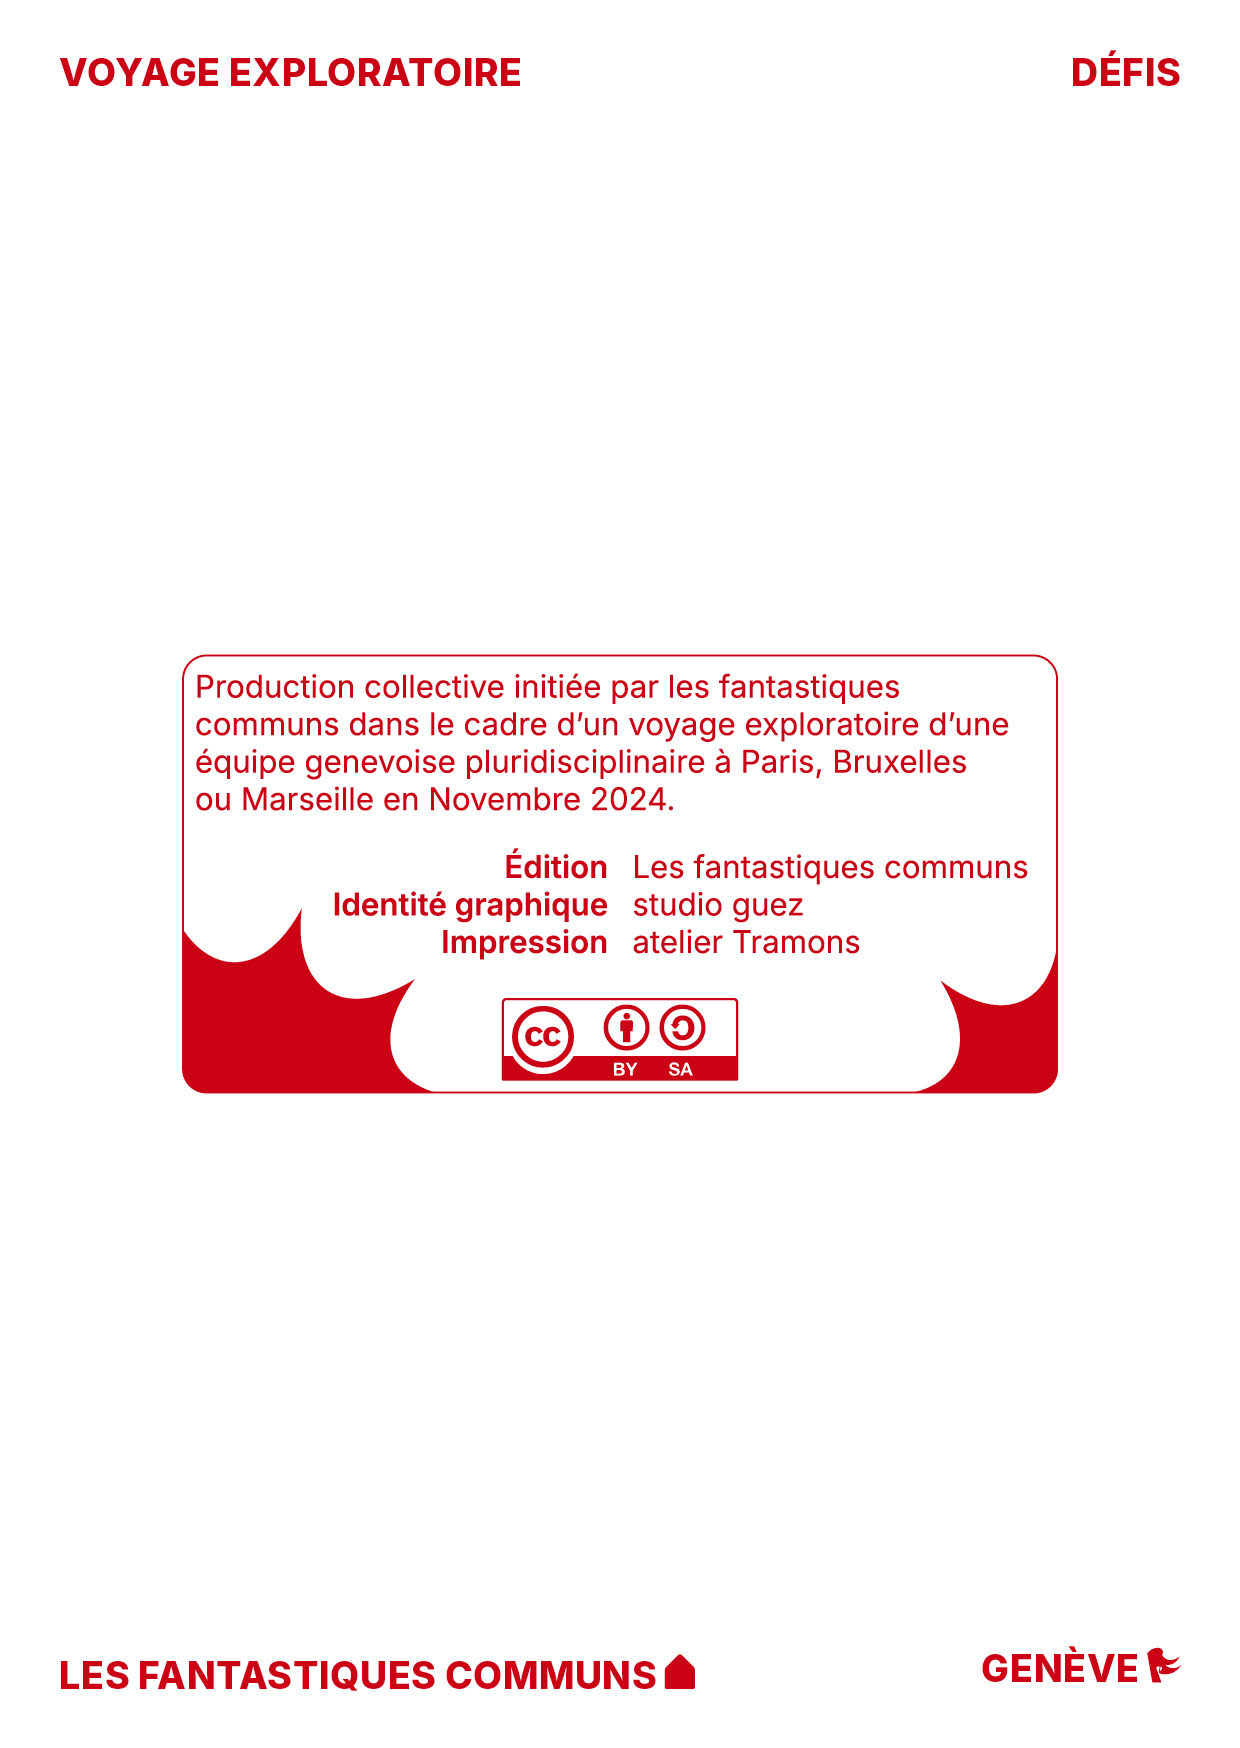 VOYAGE EXPLORATOIRE
DÉFIS
Production collective initiée par les fantastiques
communs dans le cadre d’un voyage exploratoire d’une
équipe genevoise pluridisciplinaire à Paris, Bruxelles
ou Marseille en Novembre 2024.
Édition Les fantastiques communs
Identité graphique studio guez
Impression atelier Tramons
cc
BY SA
LES FANTASTIQUES COMMUNS
GENÈVE